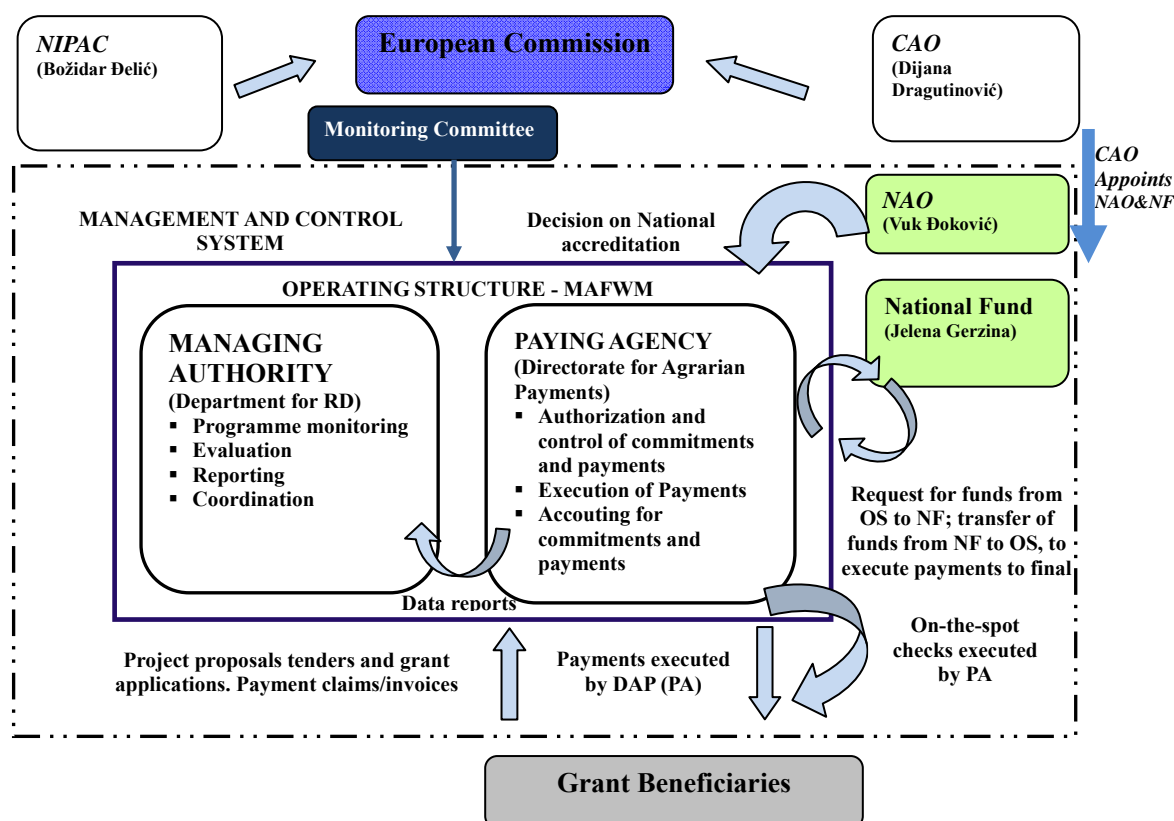 NIPAC
(Božidar Đelić)
European Commission
CAO
(Dijana
Dragutinović)
Monitoring Committee
CAO
Appoints
NAO&NF
MANAGEMENT AND CONTROL
SYSTEM
Decision on National
accreditation
NAO
(Vuk Đoković)
OPERATING STRUCTURE - MAFWM
National Fund
(Jelena Gerzina)
MANAGING
AUTHORITY
(Department for RD)
▪ Programme monitoring
▪ Evaluation
▪ Reporting
▪ Coordination
PAYING AGENCY
(Directorate for Agrarian
Payments)
▪ Authorization and
control of commitments
and payments
▪ Execution of Payments
▪ Accouting for
commitments and
payments
Data reports
Request for funds from
OS to NF; transfer of
funds from NF to OS, to
execute payments to final
Project proposals tenders and grant
applications. Payment claims/invoices
Payments executed
by DAP (PA)
On-the-spot
checks executed
by PA
Grant Beneficiaries